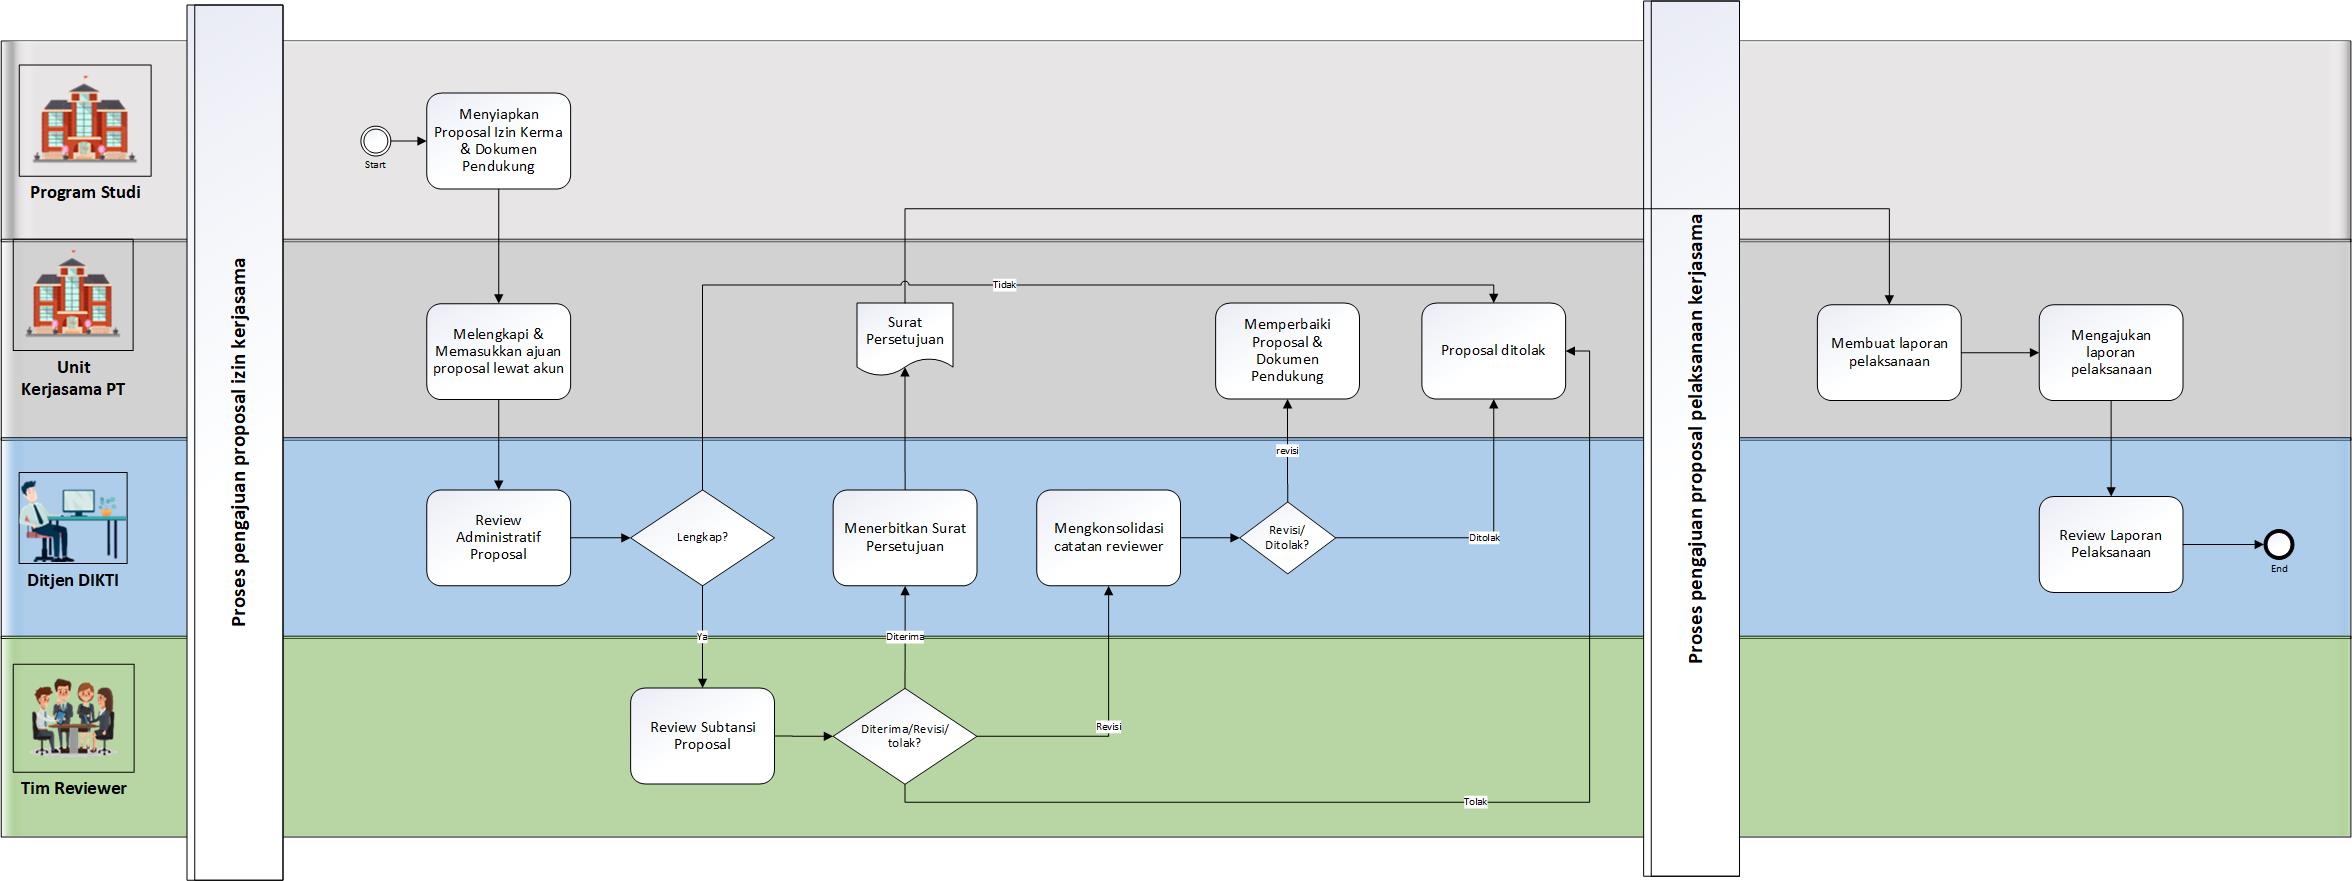 Program Studi
Unit
Kerjasama PT
Ditjen DIKTI
Tim Reviewer
Proses pengajuan proposal izin kerjasama
Start
Menyiapkan
Proposal Izin Kerma
& Dokumen
Pendukung
Melengkapi &
Memasukkan ajuan
proposal lewat akun
Review
Administratif
Proposal
Lengkap?
Tidak
Ya
Review Subtansi
Proposal
Diterima/Revisi/
tolak?
Diterima
Menerbitkan Surat
Persetujuan
Surat
Persetujuan
Revisi
Mengkonsolidasi
catatan reviewer
Revisi/
Ditolak?
revisi
Memperbaiki
Proposal &
Dokumen
Pendukung
Ditolak
Proposal ditolak
Tolak
Proses pengajuan proposal pelaksanaan kerjasama
Membuat laporan
pelaksanaan
Mengajukan
laporan
pelaksanaan
Review Laporan
Pelaksanaan
End